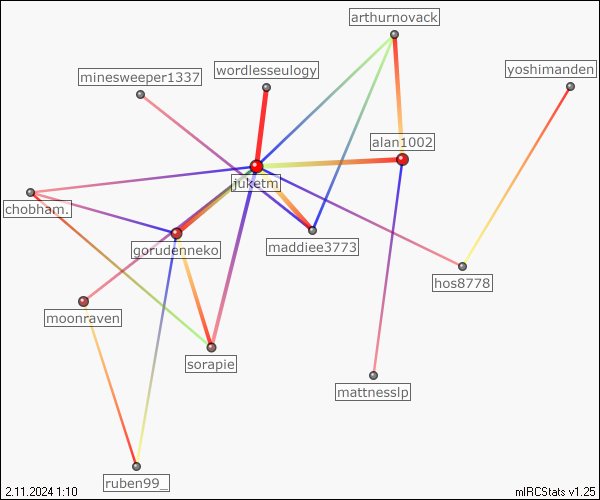 arthurnovack
minesweeper1337
wordlesseulogy
yoshimanden
alan1002
juketm
chobham.
gorudenneko
maddiee3773
hos8778
moonraven
sorapie
mattnesslp
ruben99_
2.11.2024 1:10
mIRCStats v1.25